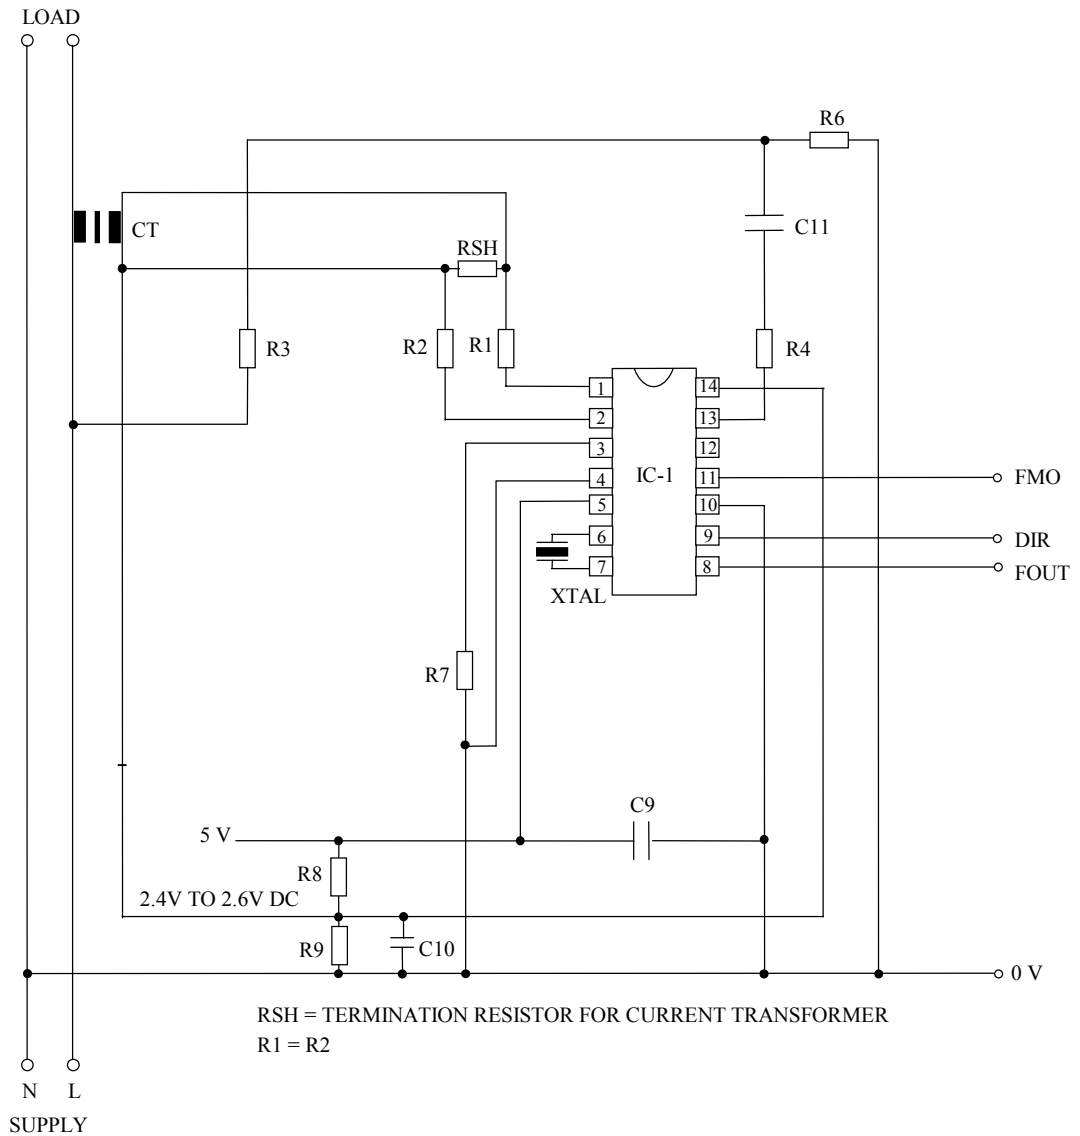 LOAD
R6
C11
CT
RSH
R3
R2
R1
R4
1
14
2
13
3
12
4
IC-1
11
FMO
5
10
6
9
DIR
7
8
FOUT
XTAL
R7
C9
5 V
R8
2.4V TO 2.6V DC
R9
C10
0 V
RSH = TERMINATION RESISTOR FOR CURRENT TRANSFORMER
R1 = R2
N
L
SUPPLY